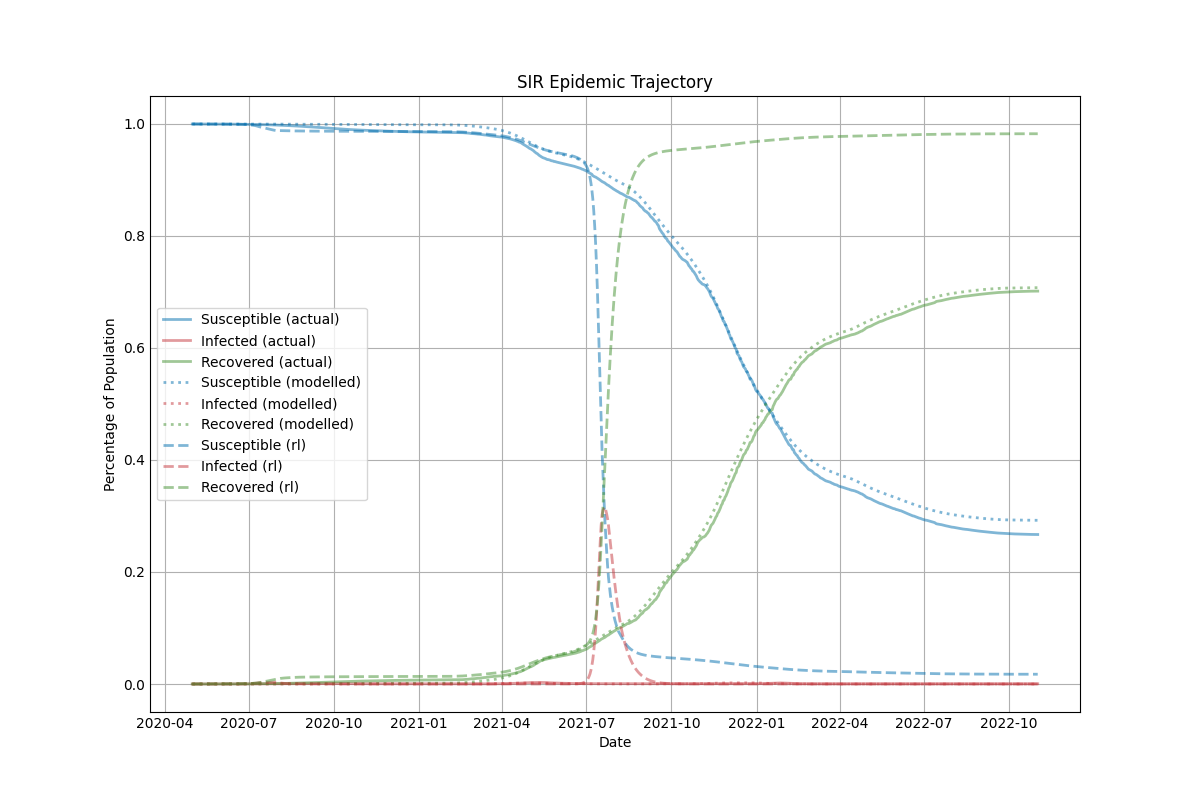 SIR Epidemic Trajectory
Percentage of Population
1.0
0.8
0.6
0.4
0.2
0.0
Susceptible (actual)
Infected (actual)
Recovered (actual)
Susceptible (modelled)
Infected (modelled)
Recovered (modelled)
Susceptible (rl)
Infected (rl)
Recovered (rl)
2020-04 2020-07 2020-10 2021-01 2021-04 2021-07 2021-10 2022-01 2022-04 2022-07 2022-10
Date